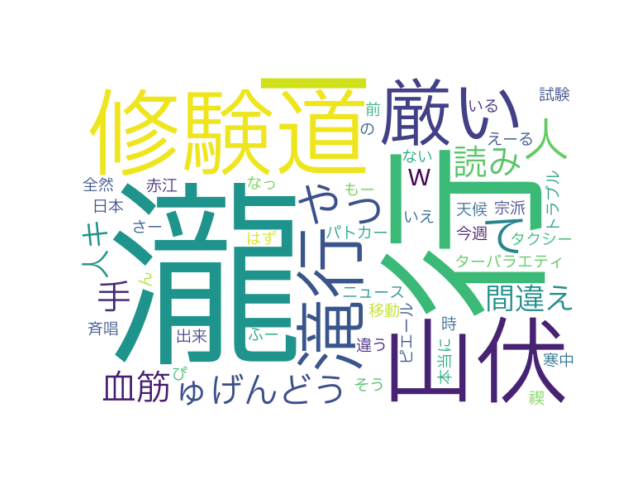 修験道
ー
厳い
前
の
いる
試験
えーる
ない
読み
人
トラブル
全然
赤江
なっ
日本
さー
はず
瀧
やっ
もー
w
いえ
パトカー
行
て
天候
宗派
今週
タクシー
ターバラエティ
人キ
手
ん
滝行
ニュース
移動
間違え
斉唱
出来
ふー
違う
ピエール
本当に
時
寒中
山伏
血筋
ぴ
ゅげんどう
そう
禊